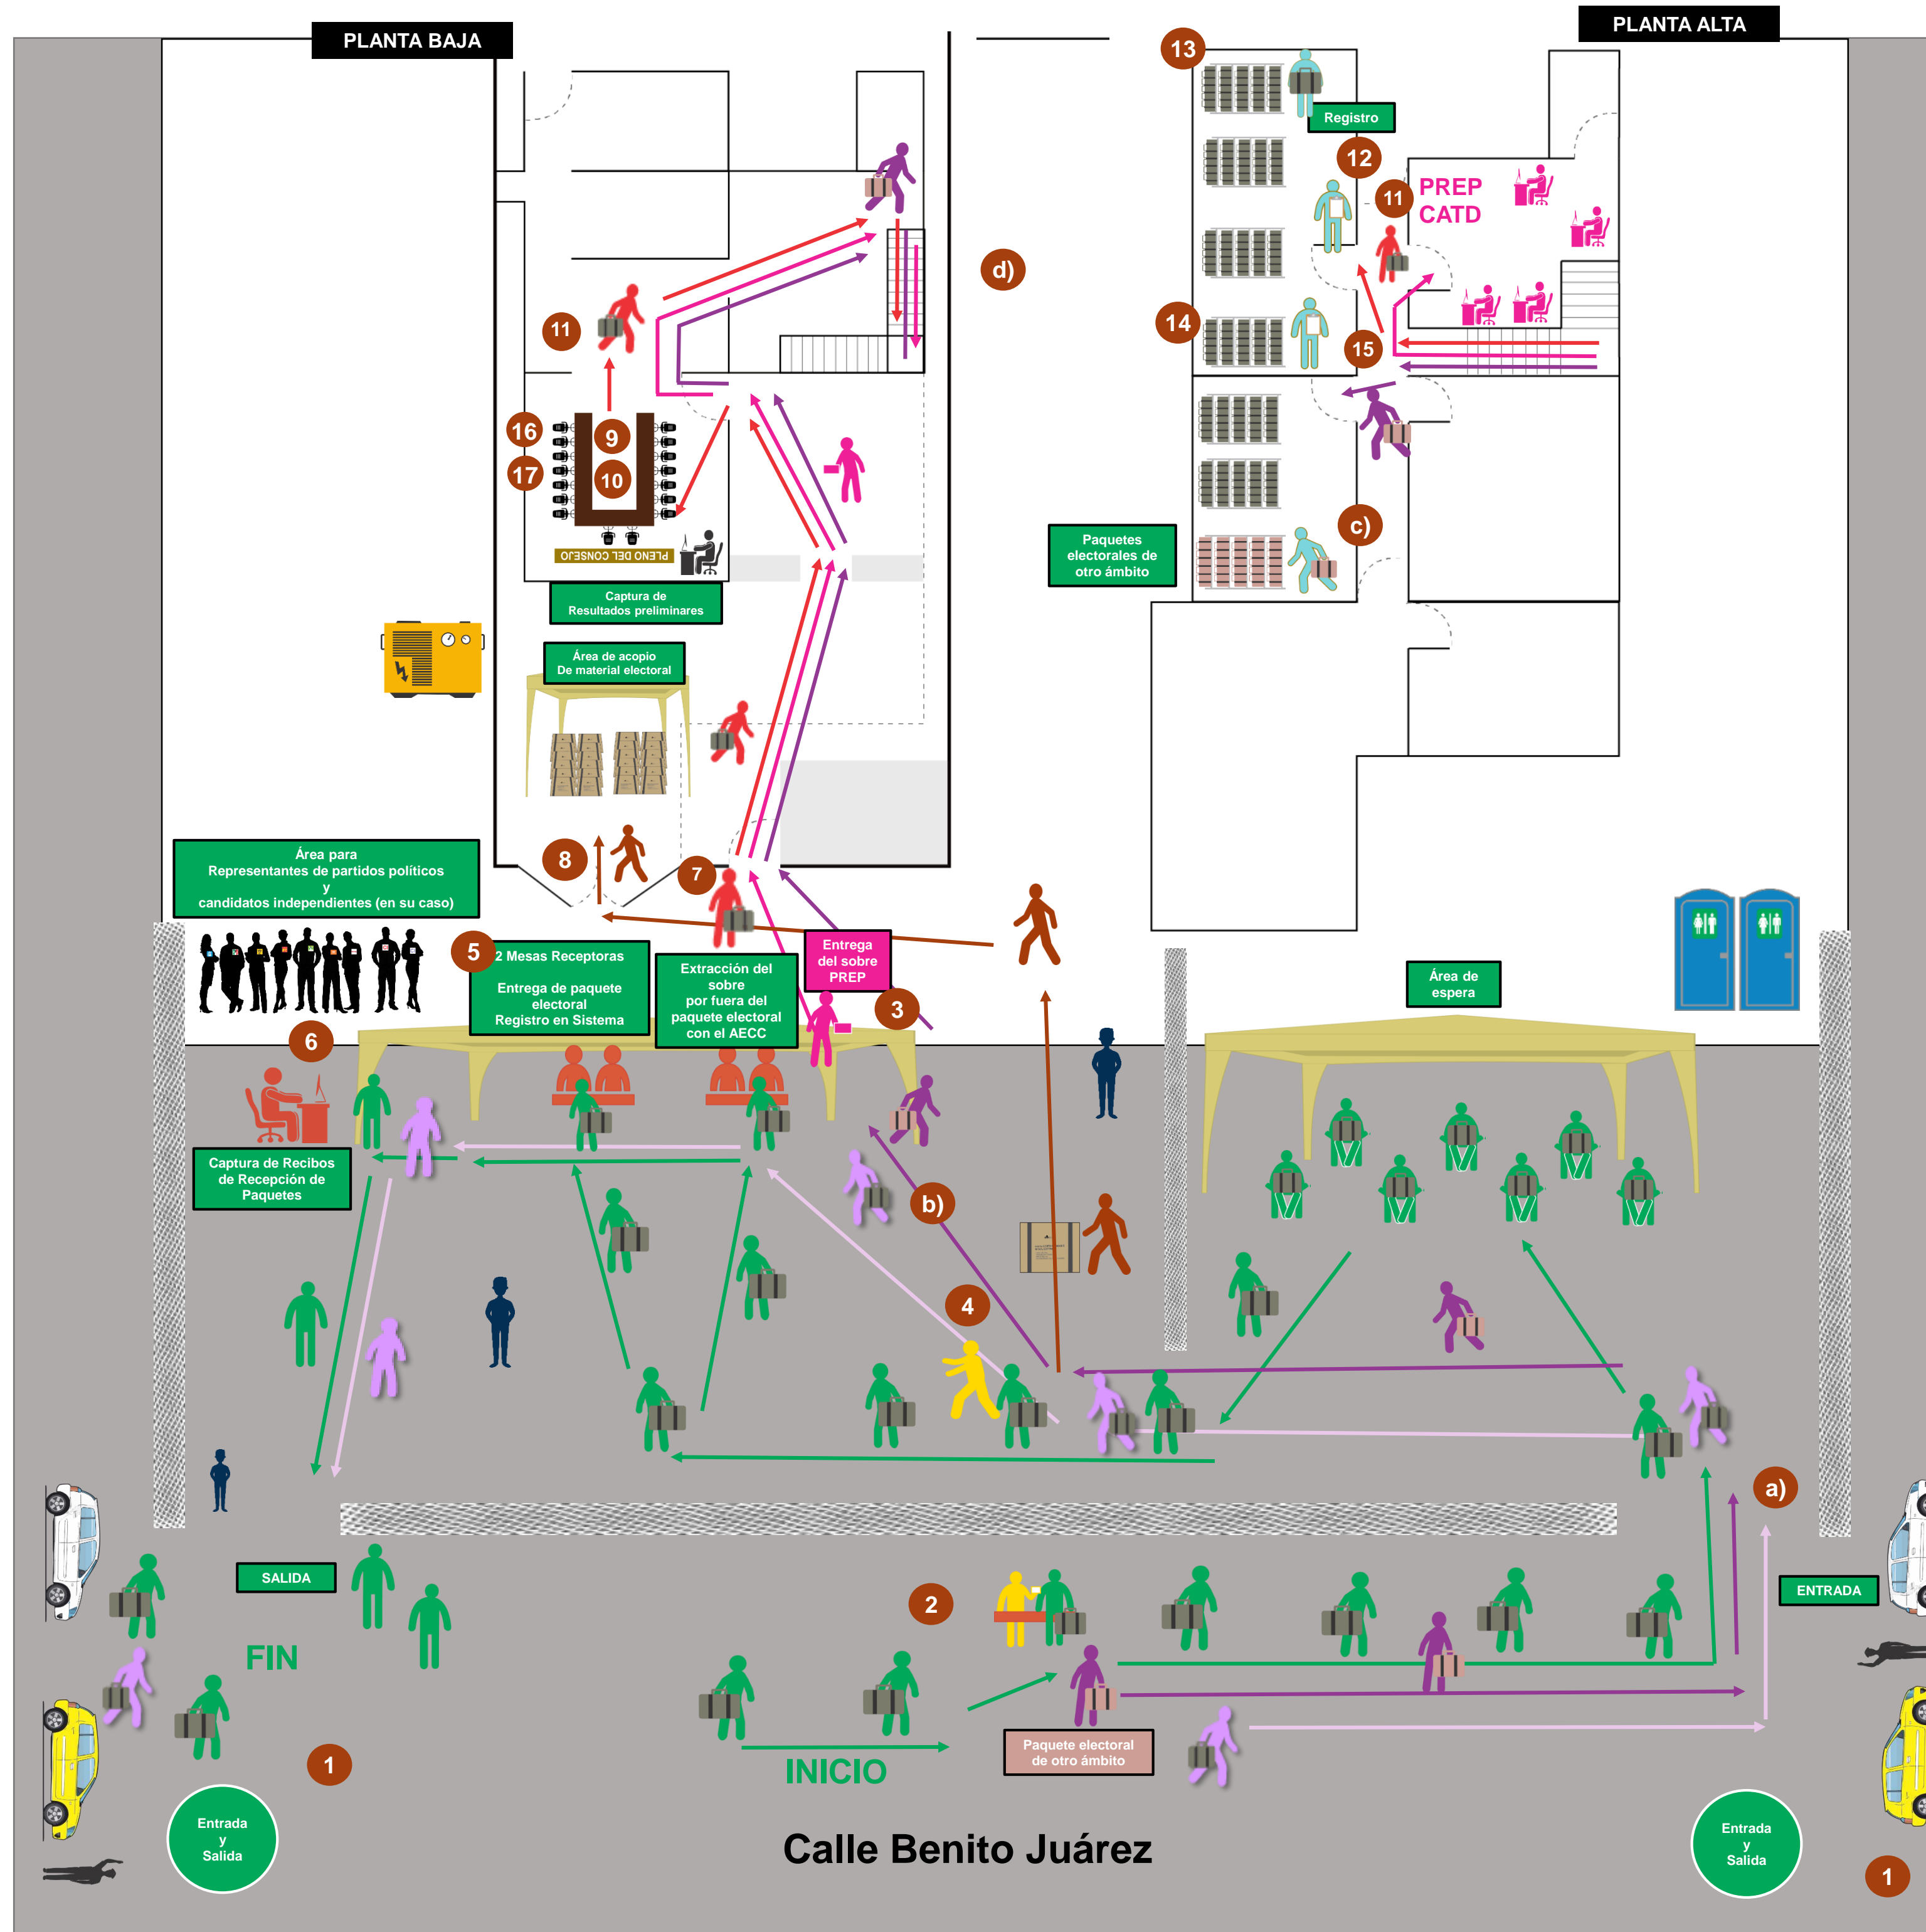 PLANTA BAJA
PLANTA ALTA
13
Registro
12
11
PREP
CATD
d)
11
14
15
16
9
17
10
PLENO DEL CONSEJO
c)
Paquetes
electorales de
otro ámbito
Captura de
Resultados preliminares
Área de acopio
De material electoral
8
7
Área para
Representantes de partidos políticos
y
candidatos independientes (en su caso)
5
2 Mesas Receptoras
Entrega de paquete
electoral
Registro en Sistema
Extracción del
sobre
por fuera del
paquete electoral
con el AECC
Entrega
del sobre
PREP
3
Área de
espera
6
Captura de Recibos
de Recepción de
Paquetes
b)
4
a)
SALIDA
2
ENTRADA
FIN
Paquete electoral
de otro ámbito
1
INICIO
Entrada
y
Salida
Calle Benito Juárez
Entrada
y
Salida
1